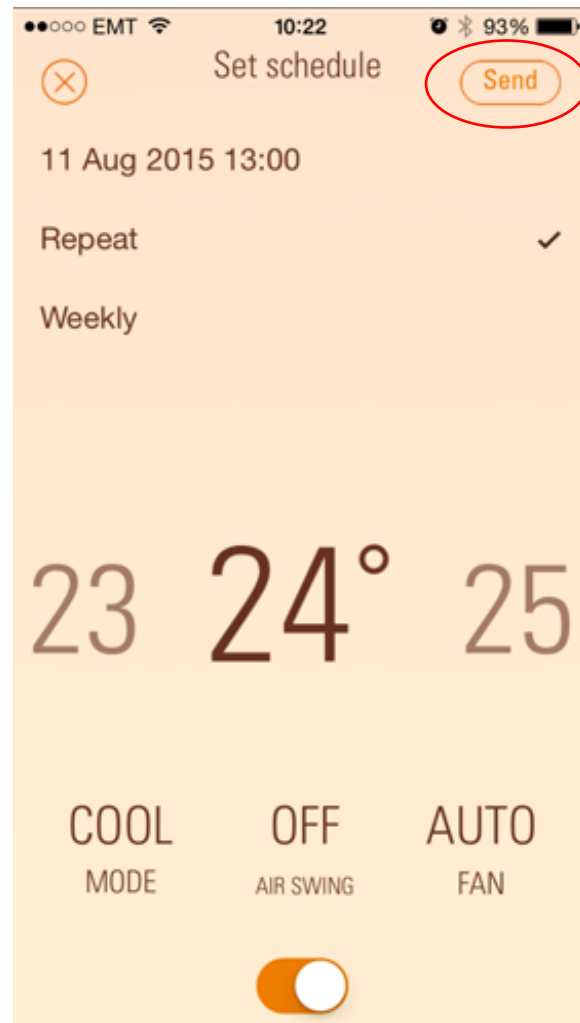 EMT 10:22 93%
Set schedule Send
11 Aug 2015 13:00
Repeat
Weekly
23 24° 25
COOL OFF AUTO
MODE AIR SWING FAN